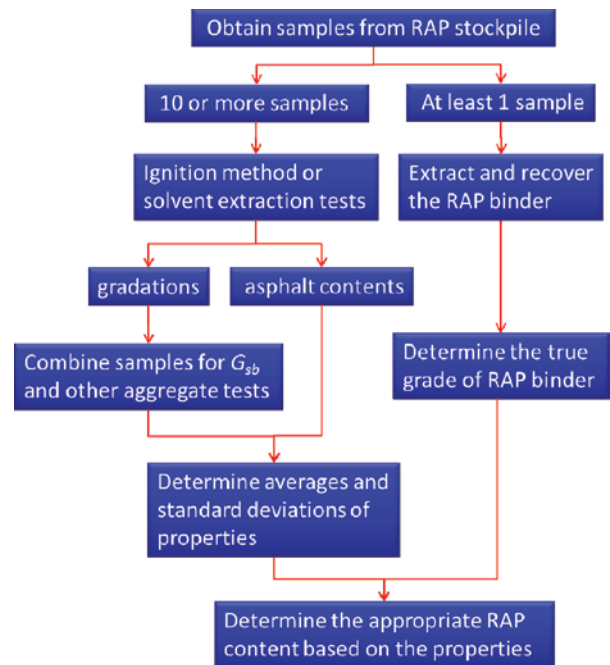 Obtain samples from RAP stockpile
10 or more samples
At least 1 sample
Ignition method or
solvent extraction tests
Extract and recover
the RAP binder
gradations
asphalt contents
Combine samples for Gsb
and other aggregate tests
Determine the true
grade of RAP binder
Determine averages and
standard deviations of
properties
Determine the appropriate RAP
content based on the properties